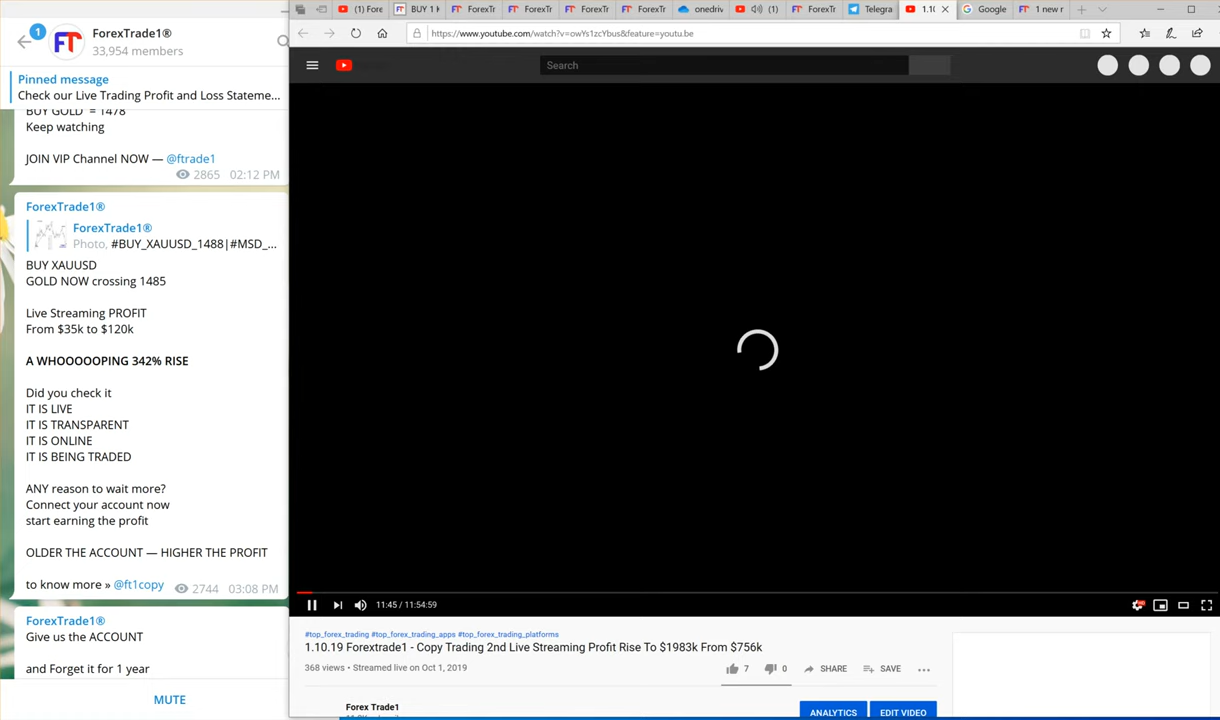 1
ForexTrade1®
33,954 members
Pinned message
Check our Live Trading Profit and Loss Stateme...
BUY GOLD = 1478
Keep watching
JOIN VIP Channel NOW — @ftrade1
2865 02:12 PM
ForexTrade1®
ForexTrade1®
Photo, #BUY_XAUUSD_1488|#MSD_...
BUY XAUUSD
GOLD NOW crossing 1485
Live Streaming PROFIT
From $35k to $120k
A WHOOOOOPING 342% RISE
Did you check it
IT IS LIVE
IT IS TRANSPARENT
IT IS ONLINE
IT IS BEING TRADED
ANY reason to wait more?
Connect your account now
start earning the profit
OLDER THE ACCOUNT — HIGHER THE PROFIT
to know more » @ft1copy 2744 03:08 PM
ForexTrade1®
Give us the ACCOUNT
and Forget it for 1 year
MUTE
(1) Fore
BUY 1
ForexTr
ForexTr
ForexTr
ForexTr
onedriv
(1)
ForexTr
Telegra
1.10
Google
1 new r
https://www.youtube.com/watch?v=owYs1zcYbus&feature=youtu.be
Search
11:45 / 11:54:59
#top_forex_trading #top_forex_trading_apps #top_forex_trading_platforms
1.10.19 Forextrade1 - Copy Trading 2nd Live Streaming Profit Rise To $1983k From $756k
368 views • Streamed live on Oct 1, 2019
7 0 SHARE SAVE
Forex Trade1
ANALYTICS EDIT VIDEO